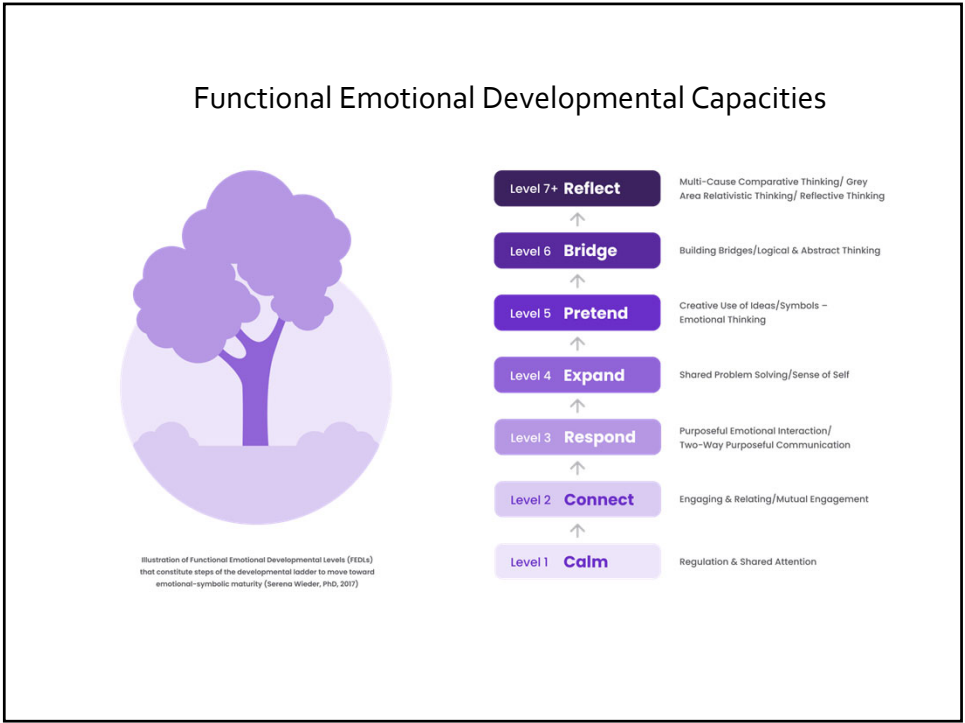 Functional Emotional Developmental Capacities
Level 7+ Reflect
Multi-Cause Comparative Thinking/ Grey
Area Relativistic Thinking/ Reflective Thinking
Level 6 Bridge
Building Bridges/Logical & Abstract Thinking
Level 5 Pretend
Creative Use of Ideas/Symbols –
Emotional Thinking
Level 4 Expand
Shared Problem Solving/Sense of Self
Level 3 Respond
Purposeful Emotional Interaction/
Two-Way Purposeful Communication
Level 2 Connect
Engaging & Relating/Mutual Engagement
Level 1 Calm
Regulation & Shared Attention
Illustration of Functional Emotional Developmental Levels (FEDLs)
that constitute steps of the developmental ladder to move toward
emotional-symbolic maturity (Serena Wieder, PhD, 2017)